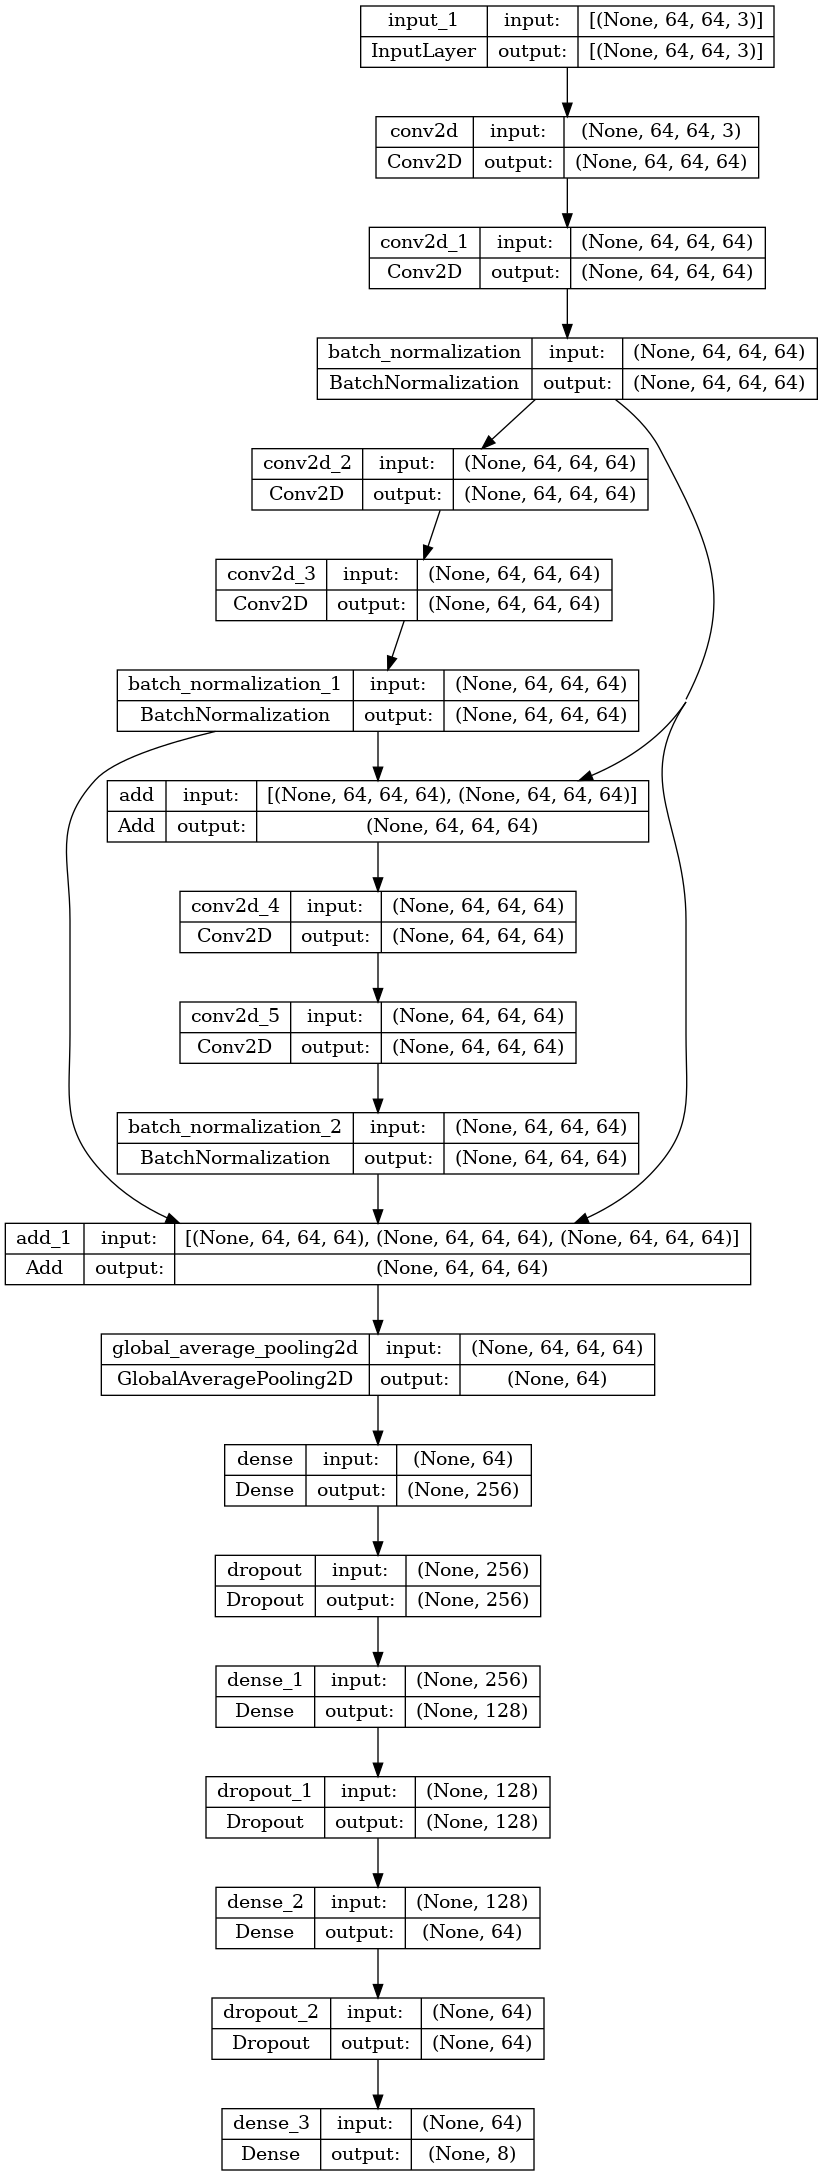 input_1 input: [(None, 64, 64, 3)]
InputLayer output: [(None, 64, 64, 3)]
conv2d input: (None, 64, 64, 3)
Conv2D output: (None, 64, 64, 64)
conv2d_1 input: (None, 64, 64, 64)
Conv2D output: (None, 64, 64, 64)
batch_normalization input: (None, 64, 64, 64)
BatchNormalization output: (None, 64, 64, 64)
conv2d_2 input: (None, 64, 64, 64)
Conv2D output: (None, 64, 64, 64)
conv2d_3 input: (None, 64, 64, 64)
Conv2D output: (None, 64, 64, 64)
batch_normalization_1 input: (None, 64, 64, 64)
BatchNormalization output: (None, 64, 64, 64)
add input: [(None, 64, 64, 64), (None, 64, 64, 64)]
Add output: (None, 64, 64, 64)
conv2d_4 input: (None, 64, 64, 64)
Conv2D output: (None, 64, 64, 64)
conv2d_5 input: (None, 64, 64, 64)
Conv2D output: (None, 64, 64, 64)
batch_normalization_2 input: (None, 64, 64, 64)
BatchNormalization output: (None, 64, 64, 64)
add_1 input: [(None, 64, 64, 64), (None, 64, 64, 64), (None, 64, 64, 64)]
Add output: (None, 64, 64, 64)
global_average_pooling2d input: (None, 64, 64, 64)
GlobalAveragePooling2D output: (None, 64)
dense input: (None, 64)
Dense output: (None, 256)
dropout input: (None, 256)
Dropout output: (None, 256)
dense_1 input: (None, 256)
Dense output: (None, 128)
dropout_1 input: (None, 128)
Dropout output: (None, 128)
dense_2 input: (None, 128)
Dense output: (None, 64)
dropout_2 input: (None, 64)
Dropout output: (None, 64)
dense_3 input: (None, 64)
Dense output: (None, 8)